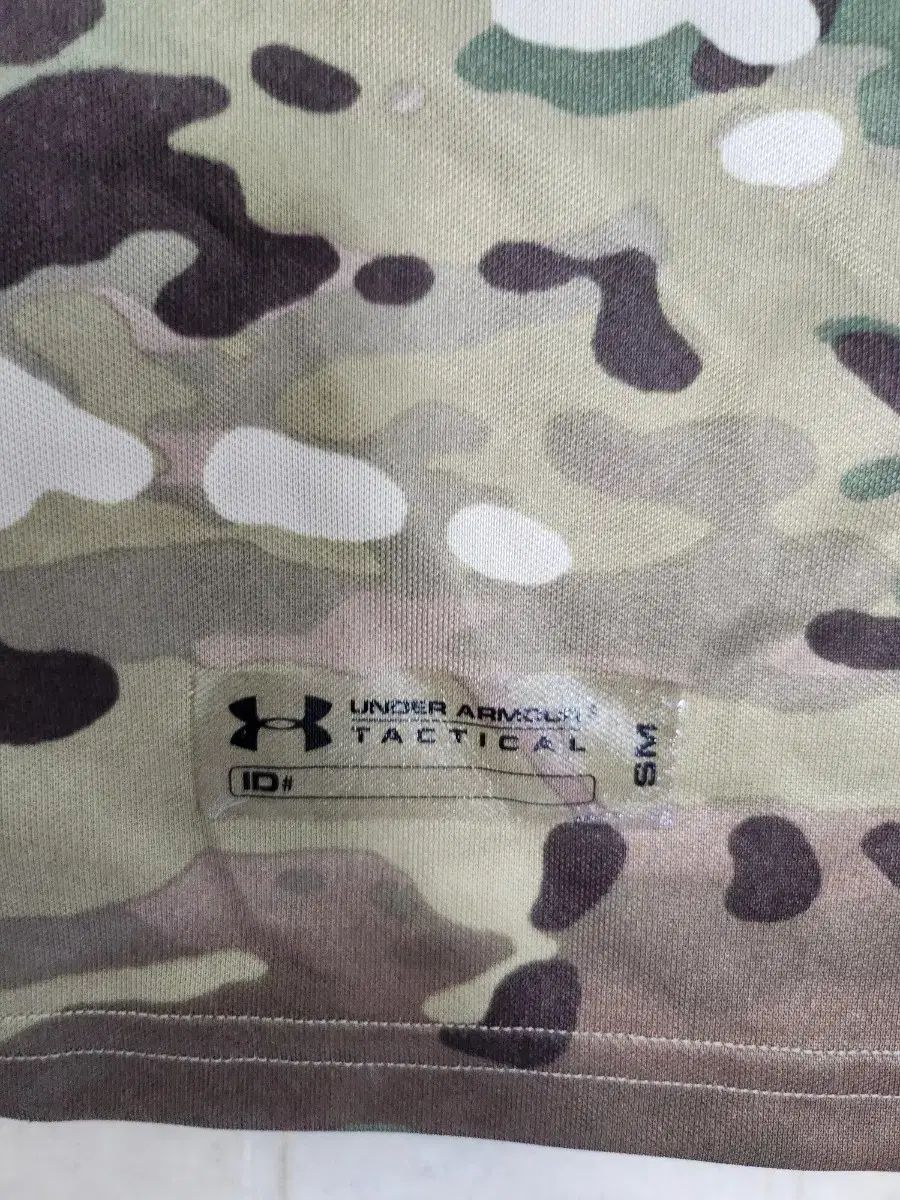 UNDER ARMOUR
TACTICAL
ID#
SM